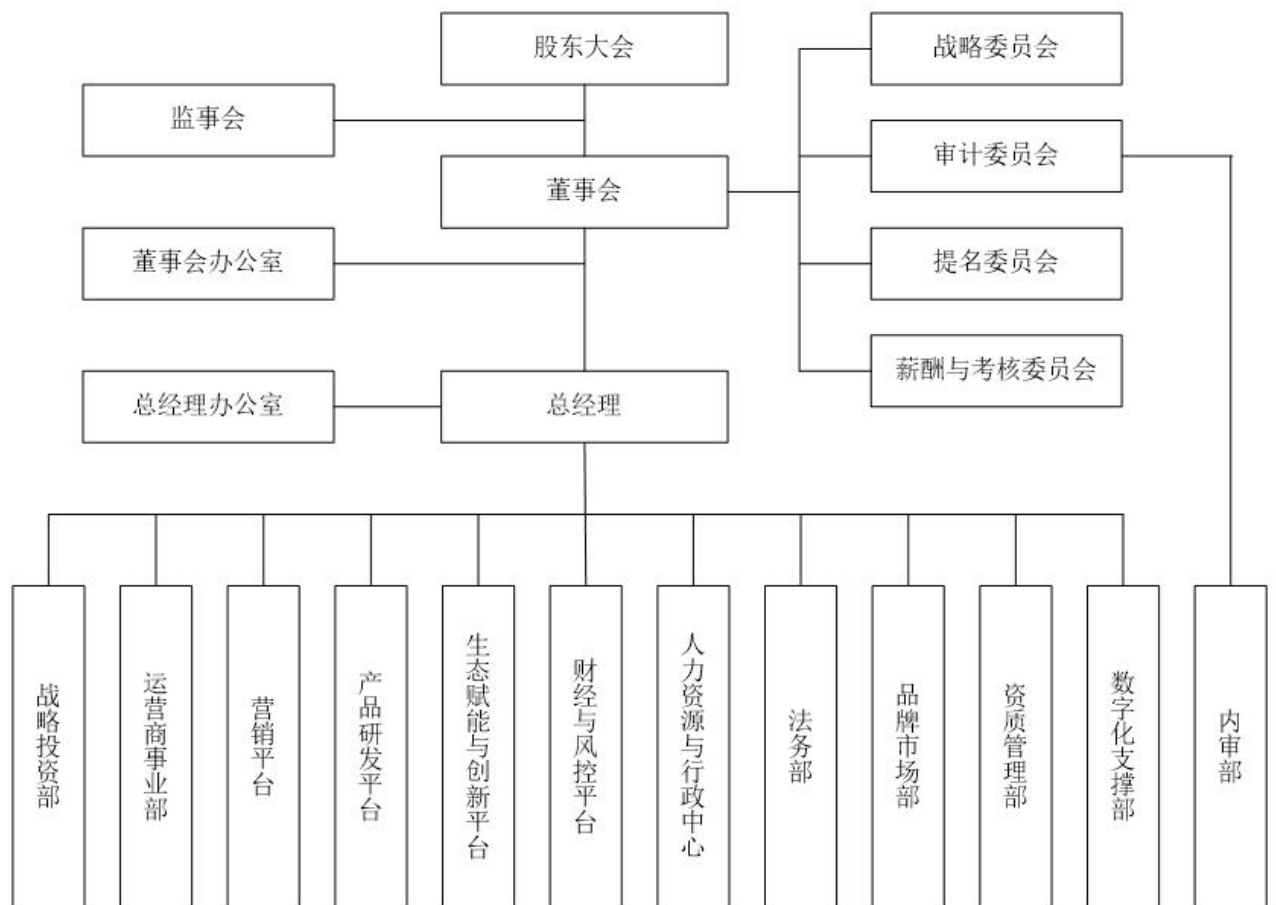 股东大会
战略委员会
监事会
审计委员会
董事会
董事会办公室
提名委员会
薪酬与考核委员会
总经理办公室
总经理
战略投资部
运营商事业部
营销平台
产品研发平台
生态赋能与创新平台
财经与风控平台
人力资源与行政中心
法务部
品牌市场部
资质管理部
数字化支撑部
内审部